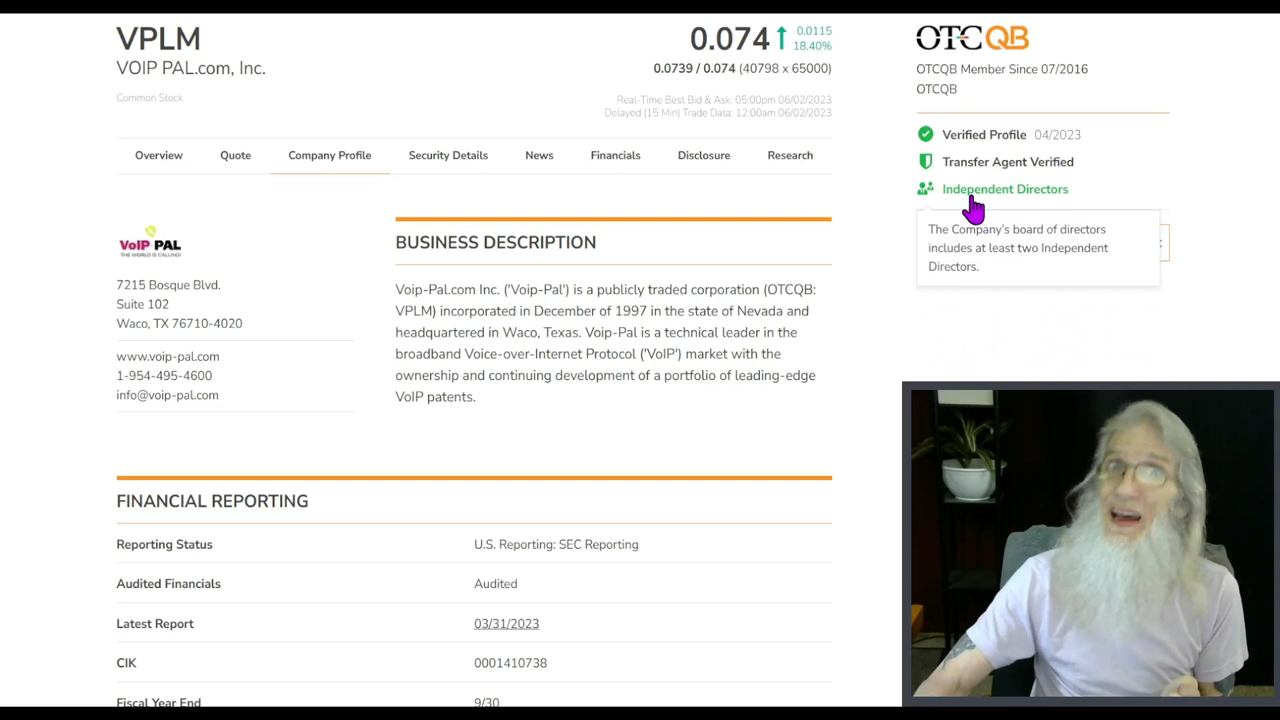 VPLM
VOIP PAL.com, Inc.
Common Stock
0.074
0.0115
18.40%
0.0739 / 0.074 (40798 x 65000)
Real-Time Best Bid & Ask: 05:00pm 06/02/2023
Delayed (15 Min) Trade Data: 12:00am 06/02/2023
OTCQB
OTCQB Member Since 07/2016
OTCQB
Verified Profile 04/2023
Transfer Agent Verified
Independent Directors
The Company's board of directors
includes at least two Independent
Directors.
Overview Quote Company Profile Security Details News Financials Disclosure Research
VoIP-PAL
THE WORLD IS CALLING!
7215 Bosque Blvd.
Suite 102
Waco, TX 76710-4020
www.voip-pal.com
1-954-495-4600
info@voip-pal.com
BUSINESS DESCRIPTION
Voip-Pal.com Inc. ('Voip-Pal') is a publicly traded corporation (OTCQB:
VPLM) incorporated in December of 1997 in the state of Nevada and
headquartered in Waco, Texas. Voip-Pal is a technical leader in the
broadband Voice-over-Internet Protocol ('VoIP') market with the
ownership and continuing development of a portfolio of leading-edge
VoIP patents.
FINANCIAL REPORTING
Reporting Status U.S. Reporting: SEC Reporting
Audited Financials Audited
Latest Report 03/31/2023
CIK 0001410738
Fiscal Year End 9/30